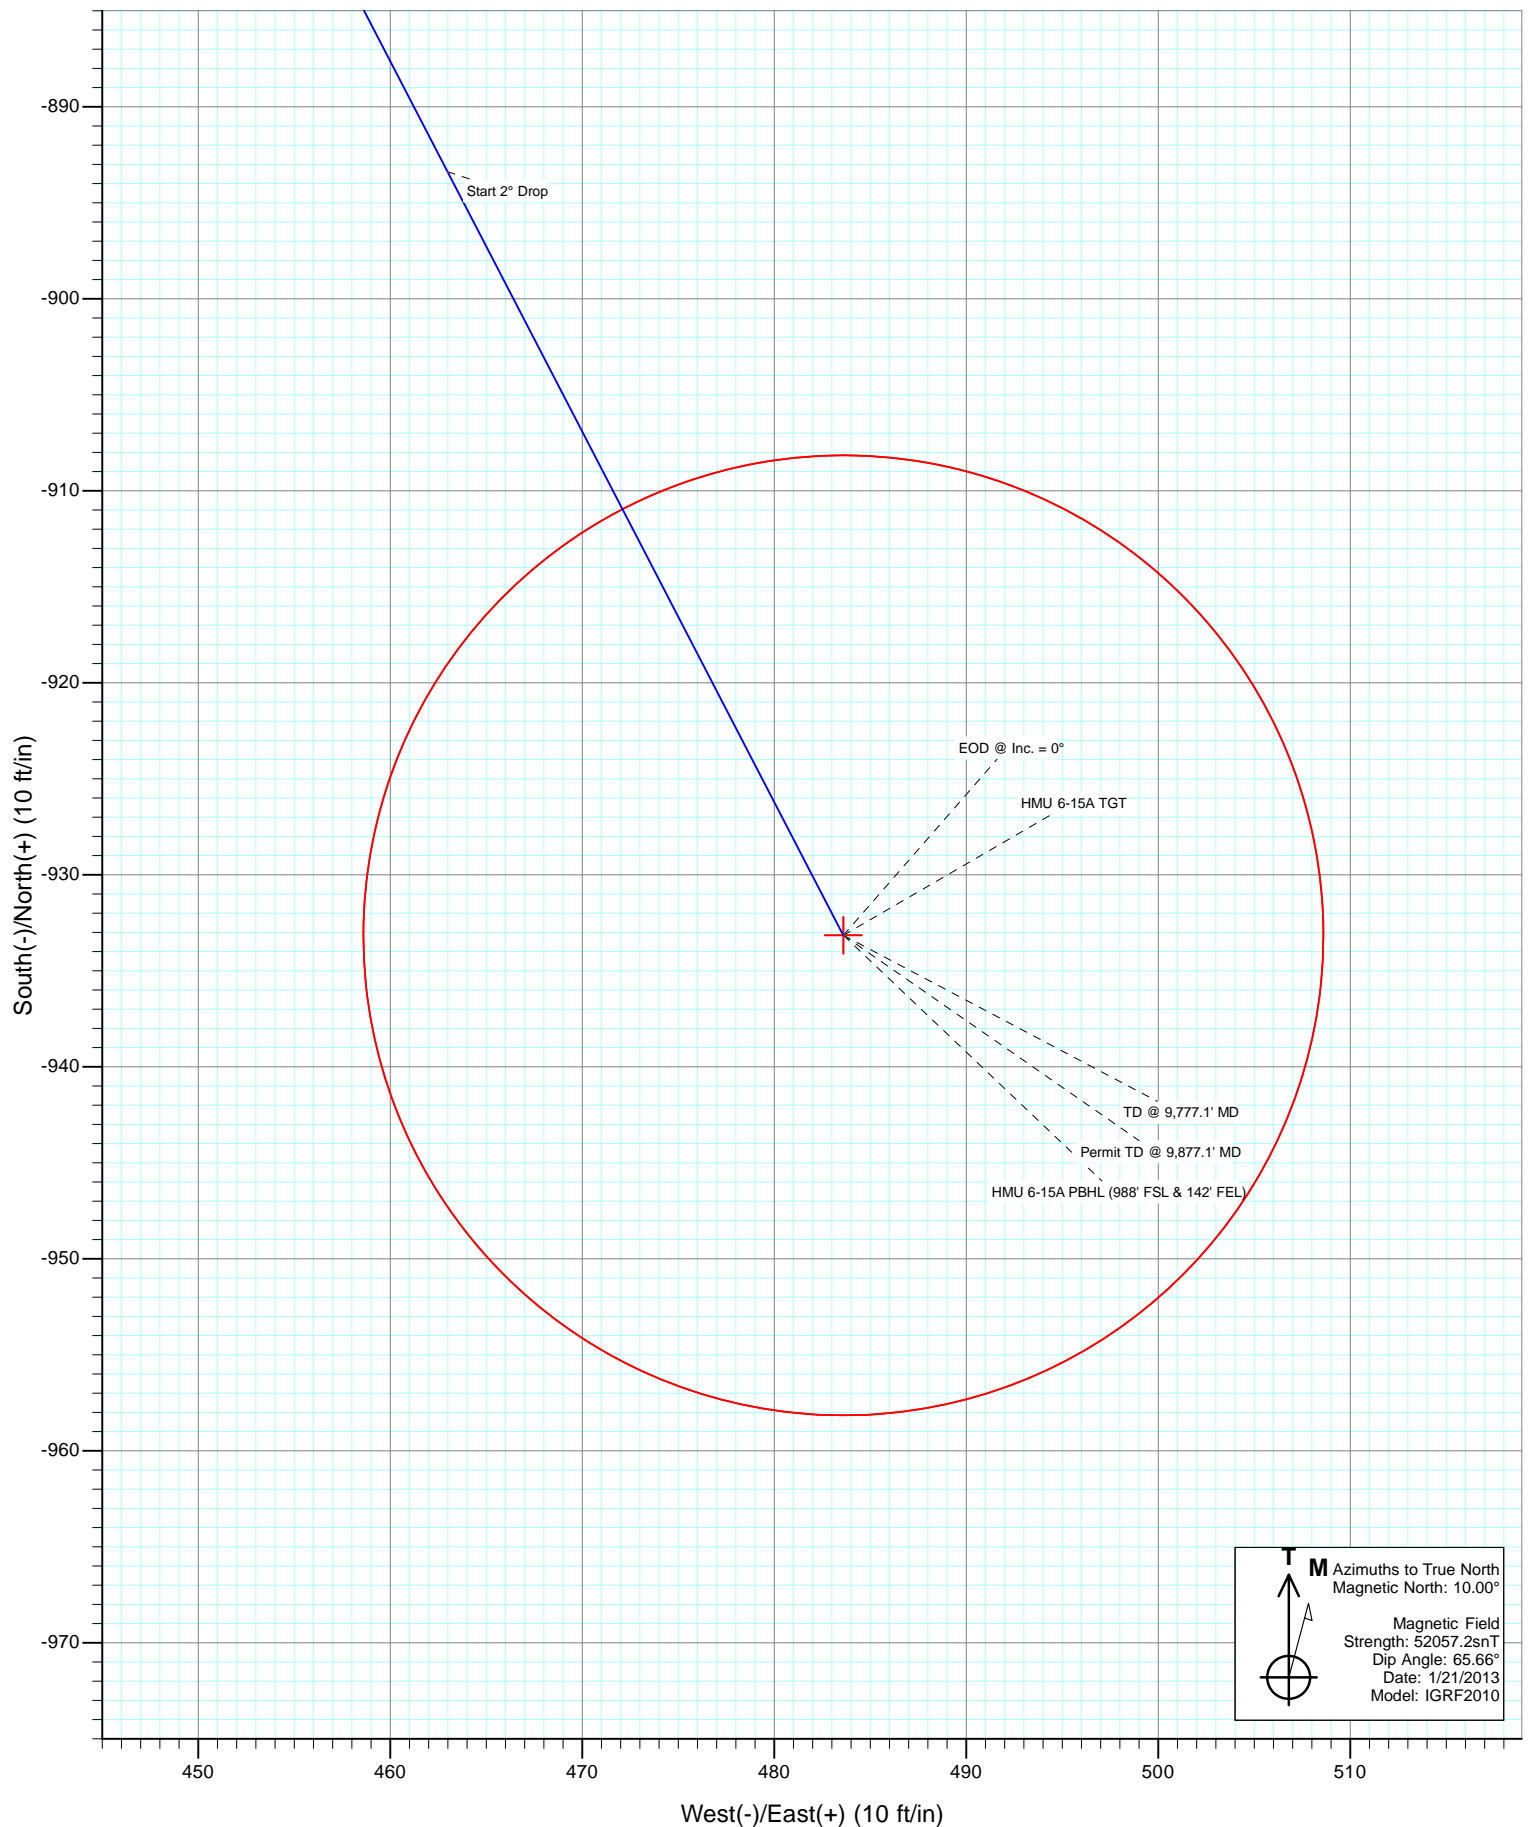 -890
Start 2° Drop
-900
-910
-920
EOD @ Inc. = 0°
HMU 6-15A TGT
-930
South(-)/North(+) (10 ft/in)
-940
TD @ 9,777.1' MD
Permit TD @ 9,877.1' MD
HMU 6-15A PBHL (988' FSL & 142' FEL)
-950
-960
-970
T
M
Azimuths to True North
Magnetic North: 10.00°
Magnetic Field
Strength: 52057.2snT
Dip Angle: 65.66°
Date: 1/21/2013
Model: IGRF2010
450
460
470
480
490
500
510
West(-)/East(+) (10 ft/in)